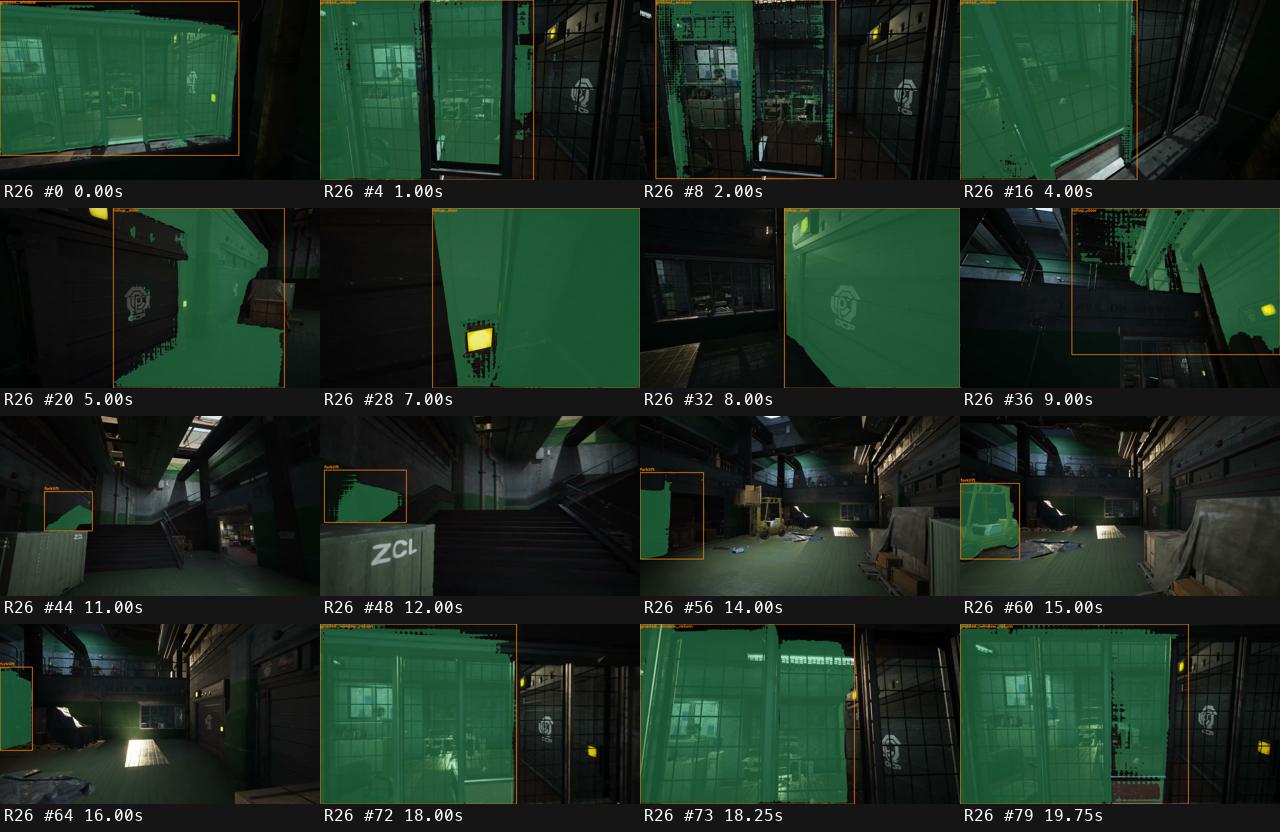 R26 #0 0.00s
R26 #4 1.00s
R26 #8 2.00s
R26 #16 4.00s
R26 #20 5.00s
R26 #28 7.00s
R26 #32 8.00s
R26 #36 9.00s
forklift
forklift
ZCL
forklift
forklift
R26 #44 11.00s
R26 #48 12.00s
R26 #56 14.00s
R26 #60 15.00s
forklift
R26 #64 16.00s
R26 #72 18.00s
R26 #73 18.25s
R26 #79 19.75s